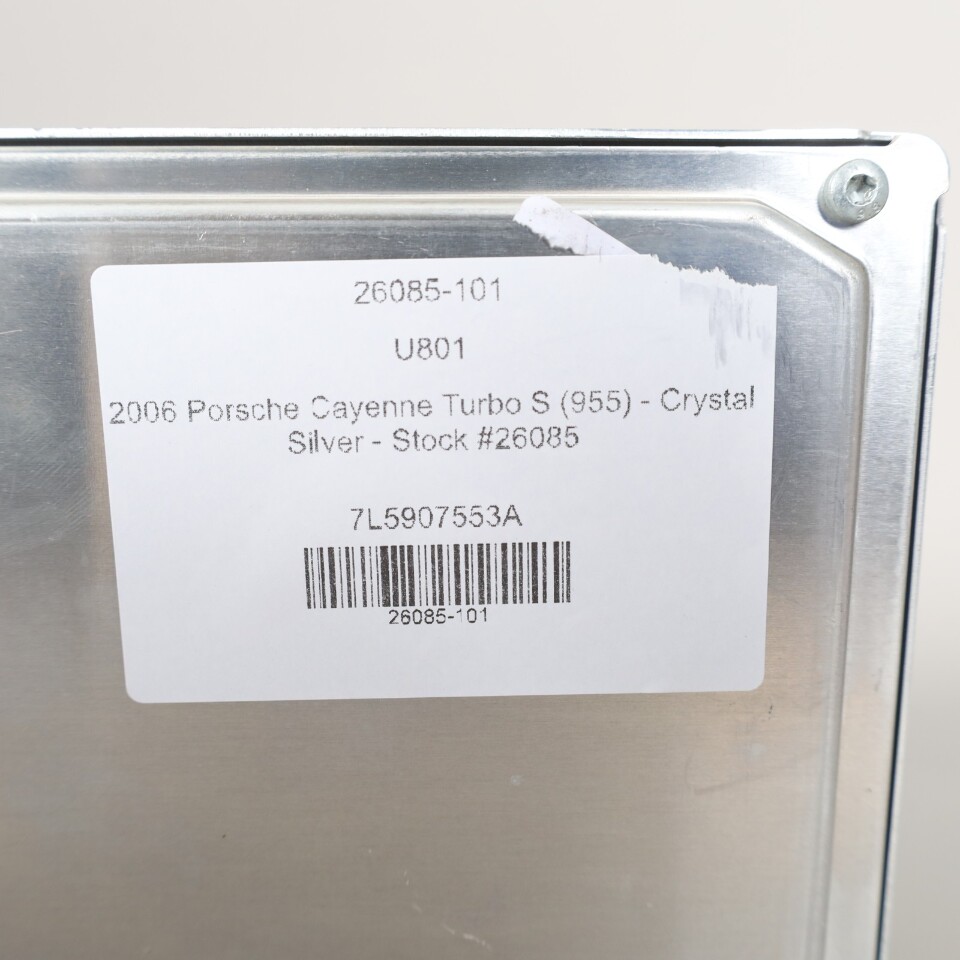 26085-101
U801
2006 Porsche Cayenne Turbo S (955) - Crystal
Silver - Stock #26085
7L5907553A
26085-101